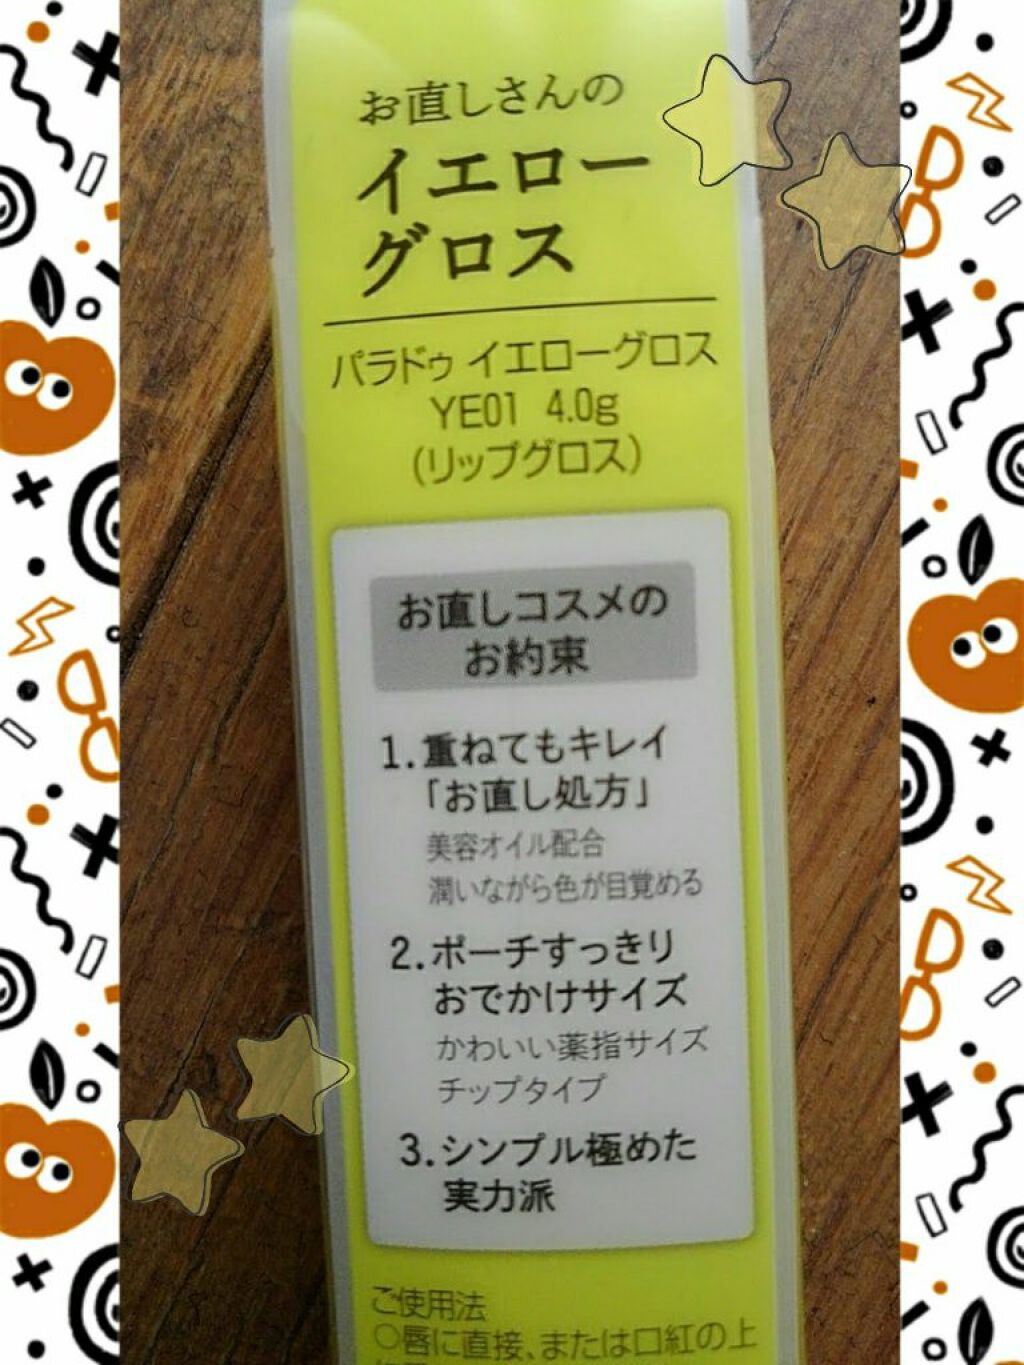 お直しさんの
イエロー
グロス
パラドゥ イエローグロス
YE01 4.0g
(リップグロス)
お直しコスメの
お約束
1.重ねてもキレイ
「お直し処方」
美容オイル配合
潤いながら色が目覚める
2.ポーチすっきり
おでかけサイズ
かわいい薬指サイズ
チップタイプ
3.シンプル極めた
実力派
ご使用法
○唇に直接、または口紅の上